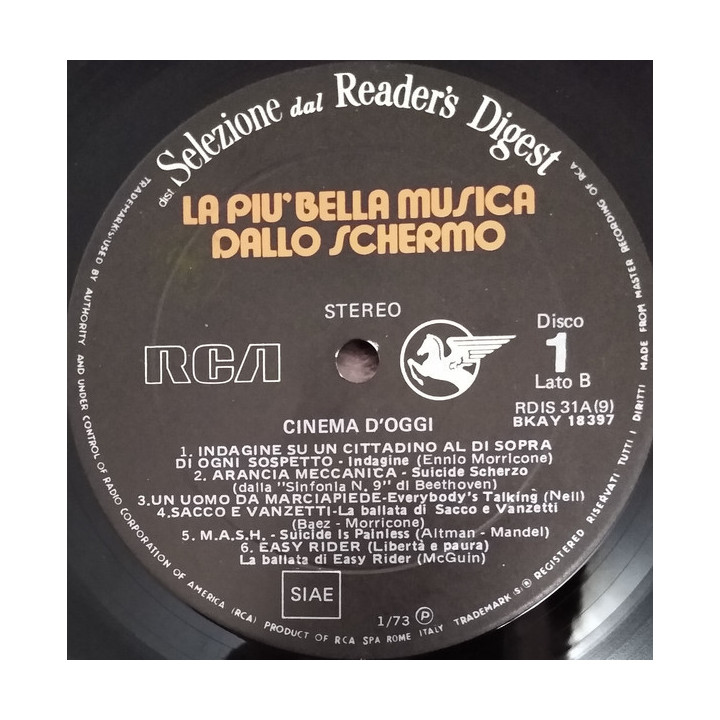 disc Selezione dal Reader's Digest
LA PIU' BELLA MUSICA
DALLO SCHERMO
STEREO
RCA
Disco
1
Lato B
RDIS 31A(9)
BKAY 18397
CINEMA D'OGGI
1. INDAGINE SU UN CITTADINO AL DI SOPRA
DI OGNI SOSPETTO - Indagine (Ennio Morricone)
2. ARANCIA MECCANICA - Suicide Scherzo
(dalla "Sinfonia N. 9" di Beethoven)
3.UN UOMO DA MARCIAPIEDE-Everybody's Talking (Neil)
4.SACCO E VANZETTI-La ballata di Sacco e Vanzetti
(Baez - Morricone)
5. M.A.S.H. - Suicide Is Painless (Altman - Mandel)
6. EASY RIDER (Libertà e paura)
La ballata di Easy Rider (McGuin)
SIAE
1/73 Ⓟ
TRADEMARK(S) USED BY AUTHORITY AND UNDER CONTROL OF RADIO CORPORATION OF AMERICA (RCA) PRODUCT OF RCA SPA ROME ITALY TRADEMARK(S)® REGISTERED RISERVATI TUTTI I DIRITTI MADE FROM MASTER RECORDING OF RCA